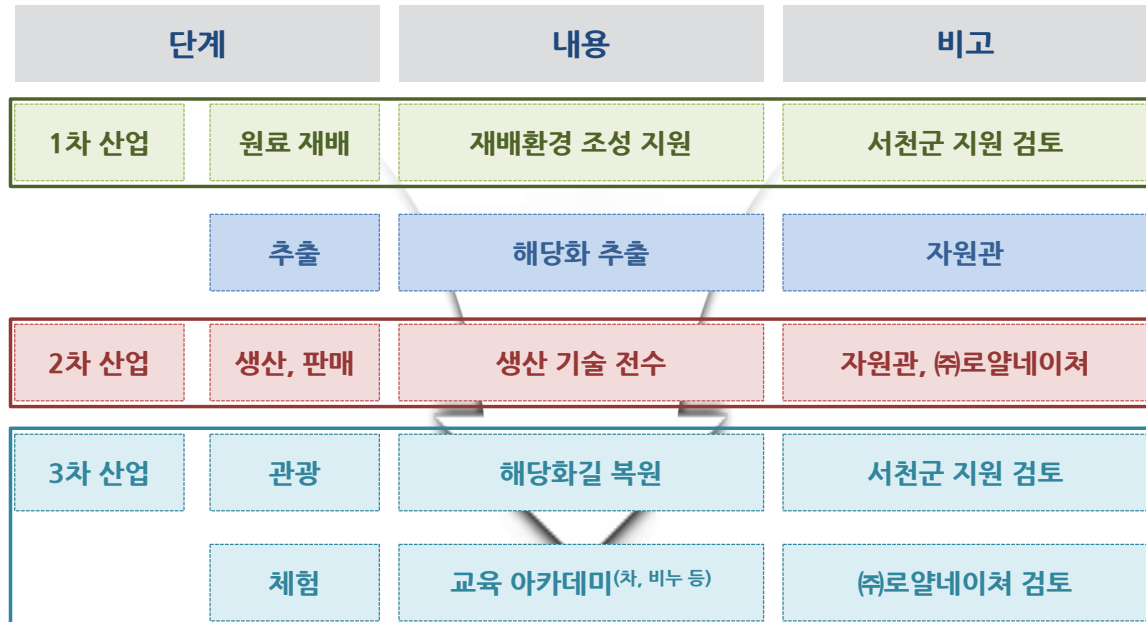 단계 내용 비고
1차 산업 원료 재배 재배환경 조성 지원 서천군 지원 검토
추출 해당화 추출 자원관
2차 산업 생산, 판매 생산 기술 전수 자원관, ㈜로얄네이쳐
3차 산업 관광 해당화길 복원 서천군 지원 검토
체험 교육 아카데미(차, 비누 등) ㈜로얄네이처 검토